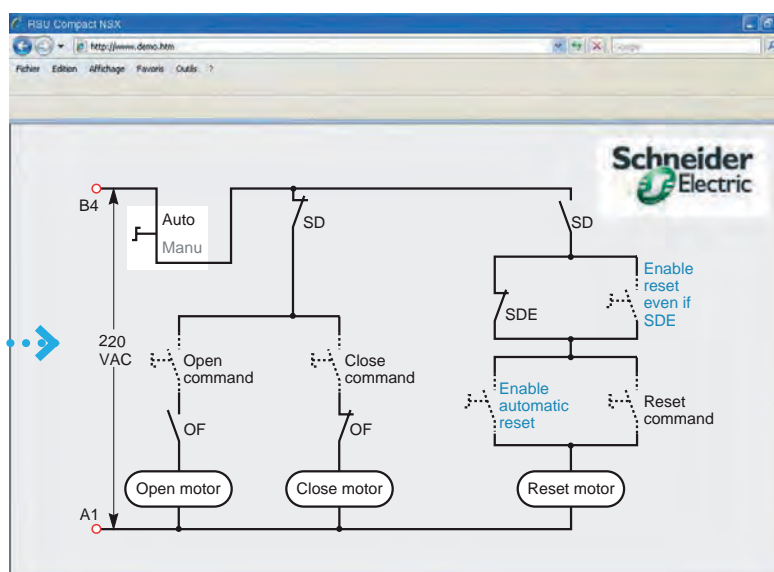 RSU Compact NSX
http://www.demo.htm
Google
Fichier Edition Affichage Favoris Outils ?
Schneider
Electric
B4
Auto
Manu
SD
SD
Enable
reset
even if
SDE
SDE
220
VAC
Open
command
Close
command
Enable
automatic
reset
Reset
command
OF
OF
Open motor
Close motor
Reset motor
A1